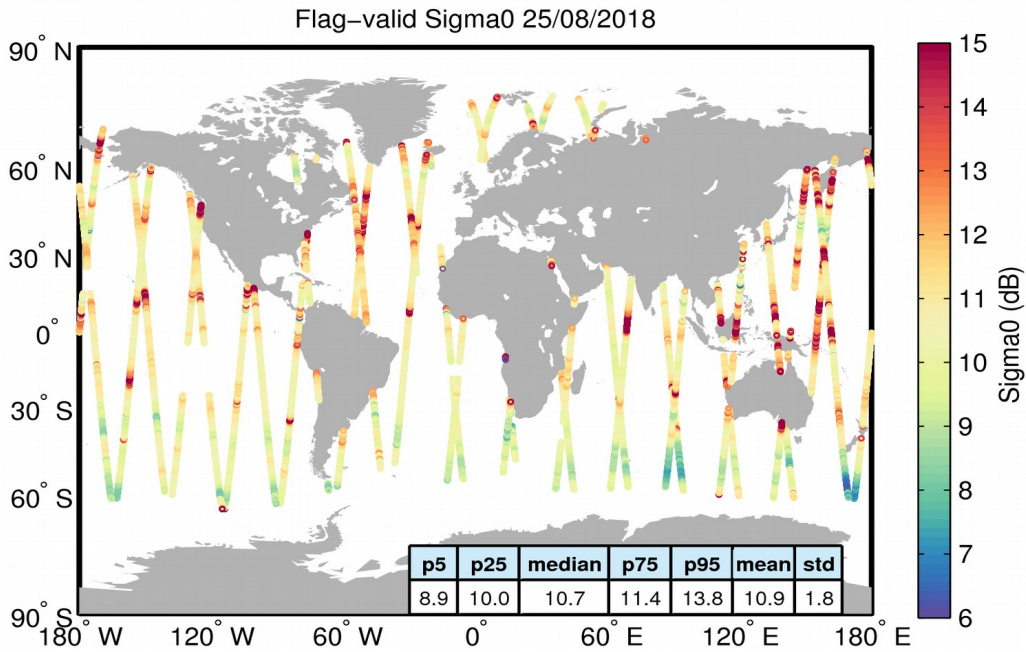 Flag−valid Sigma0 25/08/2018
90° N
60° N
30° N
0°
30° S
60° S
90° S
180° W
120° W
60° W
0°
60° E
120° E
180° E
p5 p25 median p75 p95 mean std
8.9 10.0 10.7 11.4 13.8 10.9 1.8
15
14
13
12
11
10
9
8
7
6
Sigma0 (dB)